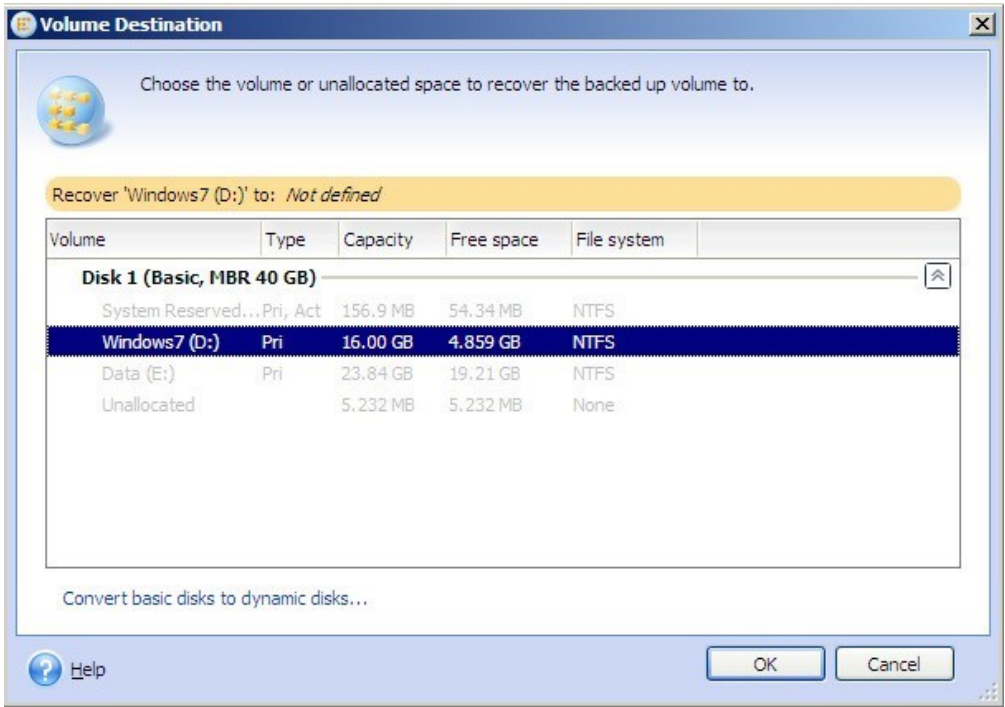 Volume Destination
Choose the volume or unallocated space to recover the backed up volume to.
Recover 'Windows7 (D:)' to: Not defined
Volume Type Capacity Free space File system
Disk 1 (Basic, MBR 40 GB)
System Reserved... Pri, Act 156.9 MB 54.34 MB NTFS
Windows7 (D:) Pri 16.00 GB 4.859 GB NTFS
Data (E:) Pri 23.84 GB 19.21 GB NTFS
Unallocated 5.232 MB 5.232 MB None
Convert basic disks to dynamic disks...
Help OK Cancel